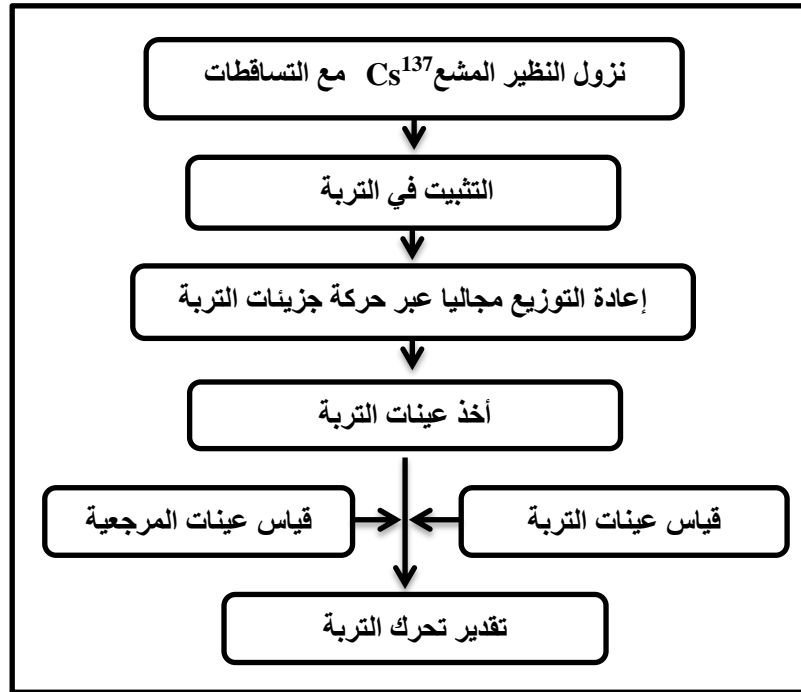 نزول النظير المشع Cs¹³⁷ مع التساقطات
التثبيت في التربة
إعادة التوزيع مجاليا عبر حركة جزيئات التربة
أخذ عينات التربة
قياس عينات التربة
قياس عينات المرجعية
تقدير تحرك التربة